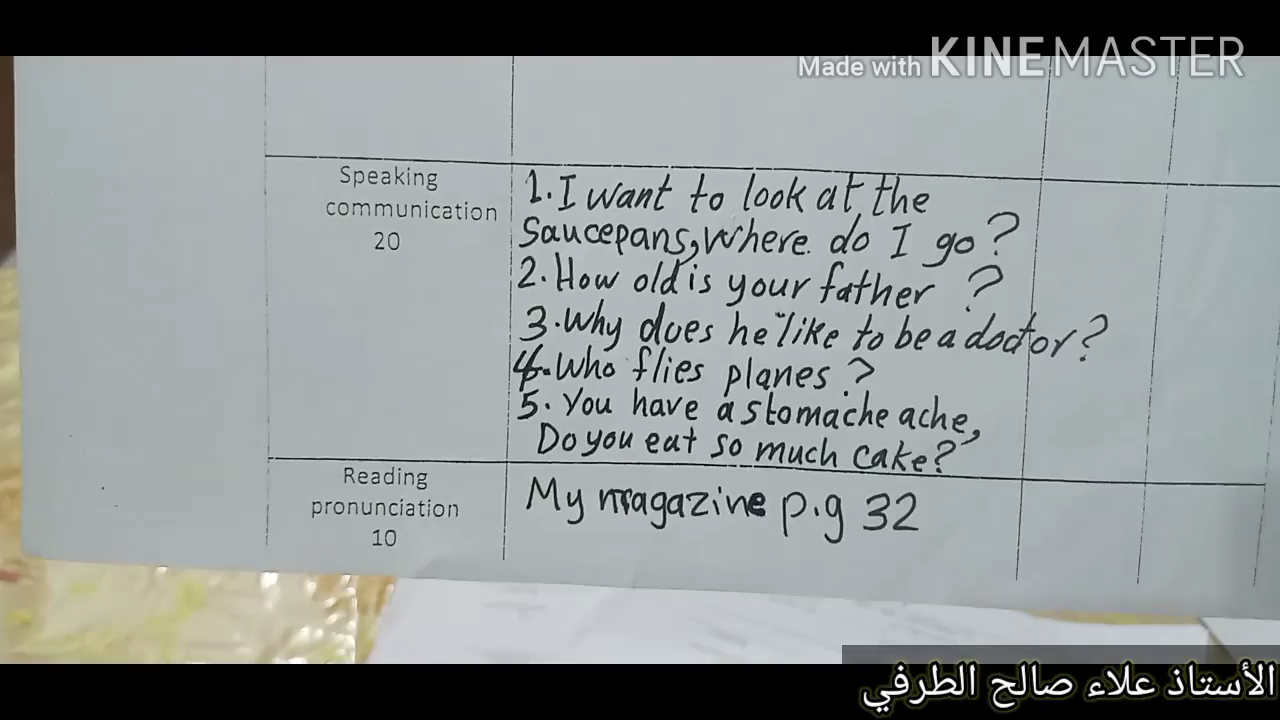 Made with KINEMASTER
Speaking
communication
20
1. I want to look at the
Saucepans, Where do I go?
2. How old is your father ?
3. Why does he like to be a doctor?
4. Who flies planes ?
5. You have a stomache ache,
Do you eat so much cake?
Reading
pronunciation
10
My magazine p.g 32
الأستاذ علاء صالح الطرفي